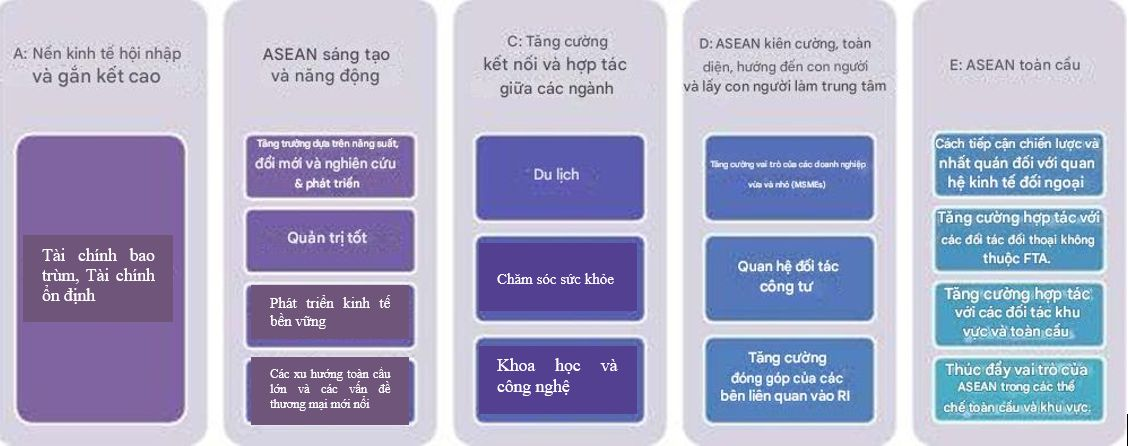 A: Nền kinh tế hội nhập
và gắn kết cao
Tài chính bao
trùm, Tài chính
ổn định
ASEAN sáng tạo
và năng động
Tăng trưởng dựa trên năng suất,
đổi mới và nghiên cứu
& phát triển
Quản trị tốt
Phát triển kinh tế
bền vững
Các xu hướng toàn cầu
lớn và các vấn đề
thương mại mới nổi
C: Tăng cường
kết nối và hợp tác
giữa các ngành
Du lịch
Chăm sóc sức khỏe
Khoa học và
công nghệ
D: ASEAN kiên cường, toàn
diện, hướng đến con người
và lấy con người làm trung tâm
Tăng cường vai trò của các doanh nghiệp
vừa và nhỏ (MSMEs)
Quan hệ đối tác
công tư
Tăng cường
đóng góp của các
bên liên quan vào RI
E: ASEAN toàn cầu
Cách tiếp cận chiến lược và
nhất quán đối với quan
hệ kinh tế đối ngoại
Tăng cường hợp tác với
các đối tác đối thoại không
thuộc FTA.
Tăng cường hợp tác
với các đối tác khu
vực và toàn cầu
Thúc đẩy vai trò của
ASEAN trong các thể
chế toàn cầu và khu vực.